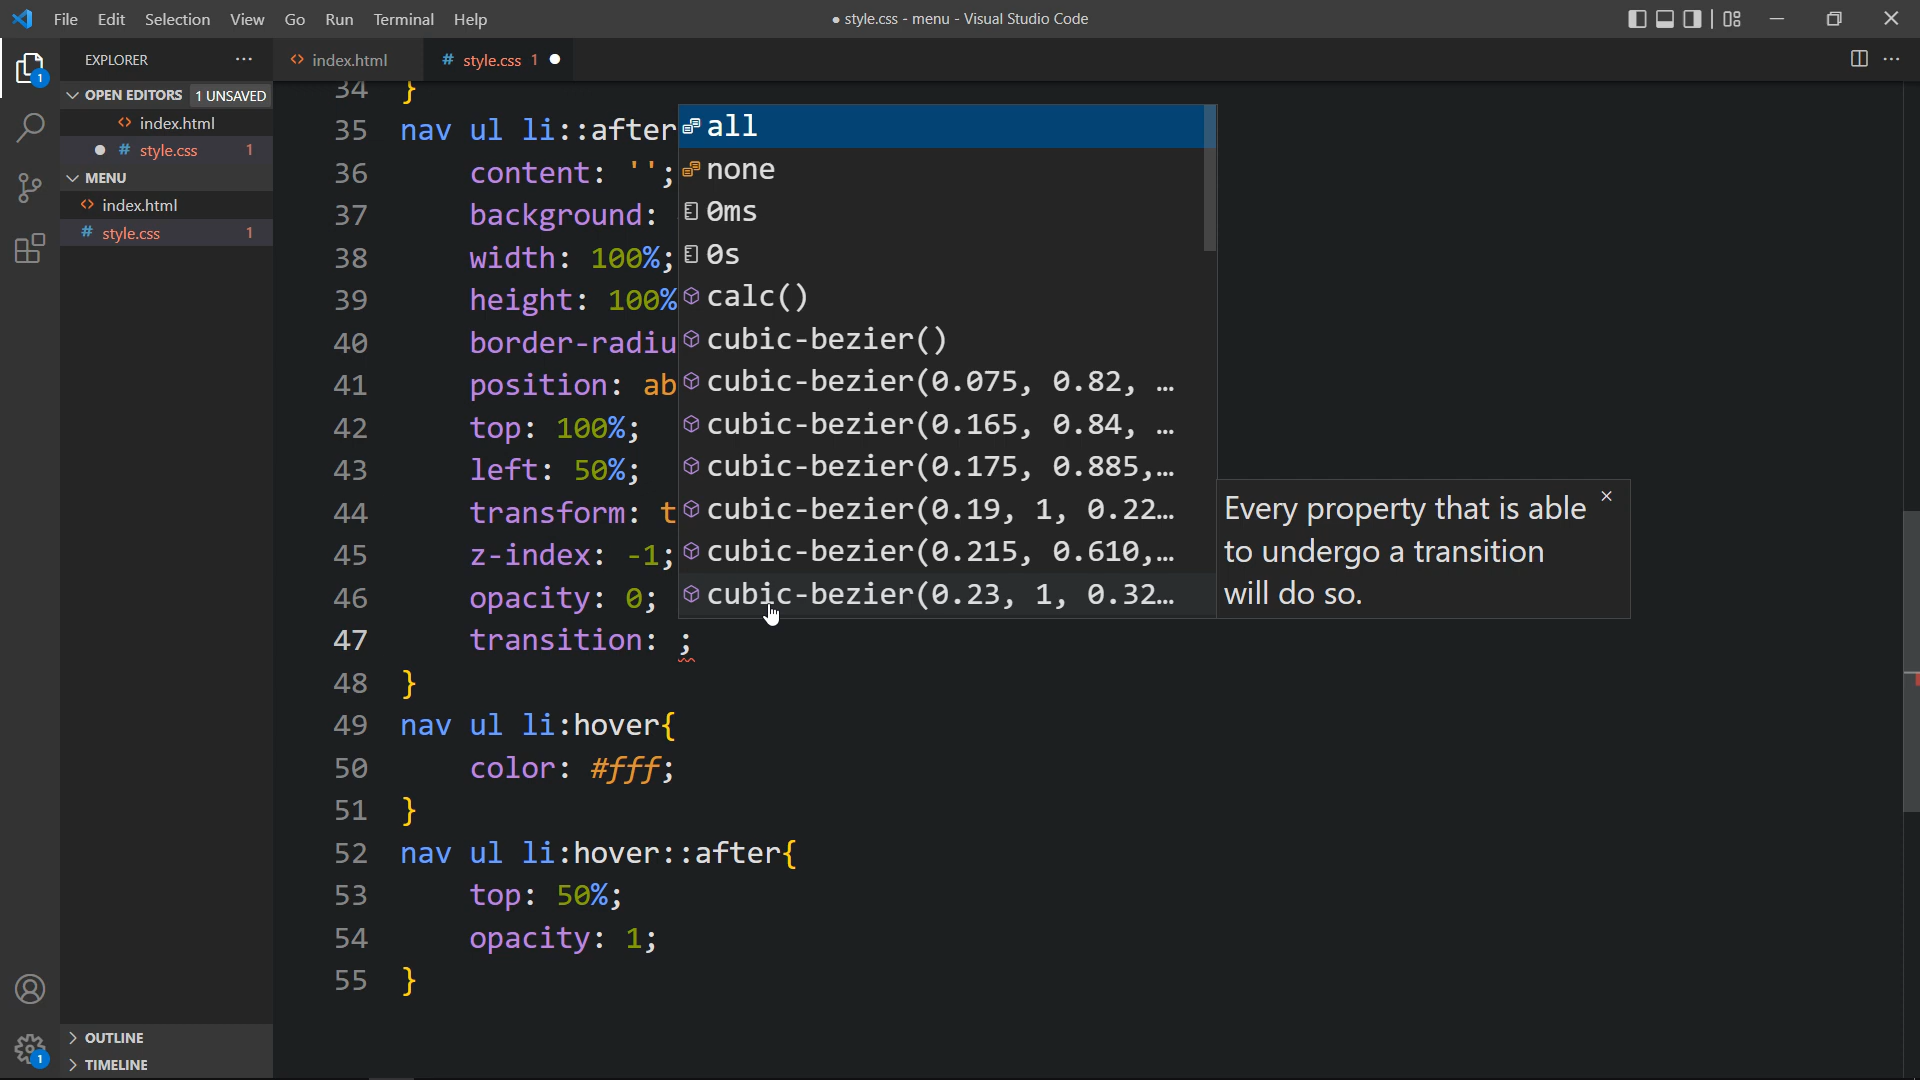 File Edit Selection View Go Run Terminal Help
● style.css - menu - Visual Studio Code
EXPLORER
OPEN EDITORS 1 UNSAVED
<> index.html
# style.css 1
MENU
<> index.html
# style.css 1
OUTLINE
TIMELINE
1
1
<> index.html
# style.css 1
34 }
35 nav ul li::after
36 content: '';
37 background:
38 width: 100%;
39 height: 100%
40 border-radiu
41 position: ab
42 top: 100%;
43 left: 50%;
44 transform: t
45 z-index: -1;
46 opacity: 0;
47 transition: ;
48 }
49 nav ul li:hover{
50 color: #fff;
51 }
52 nav ul li:hover::after{
53 top: 50%;
54 opacity: 1;
55 }
all
none
0ms
0s
calc()
cubic-bezier()
cubic-bezier(0.075, 0.82, …
cubic-bezier(0.165, 0.84, …
cubic-bezier(0.175, 0.885,…
cubic-bezier(0.19, 1, 0.22…
cubic-bezier(0.215, 0.610,…
cubic-bezier(0.23, 1, 0.32…
Every property that is able
to undergo a transition
will do so.